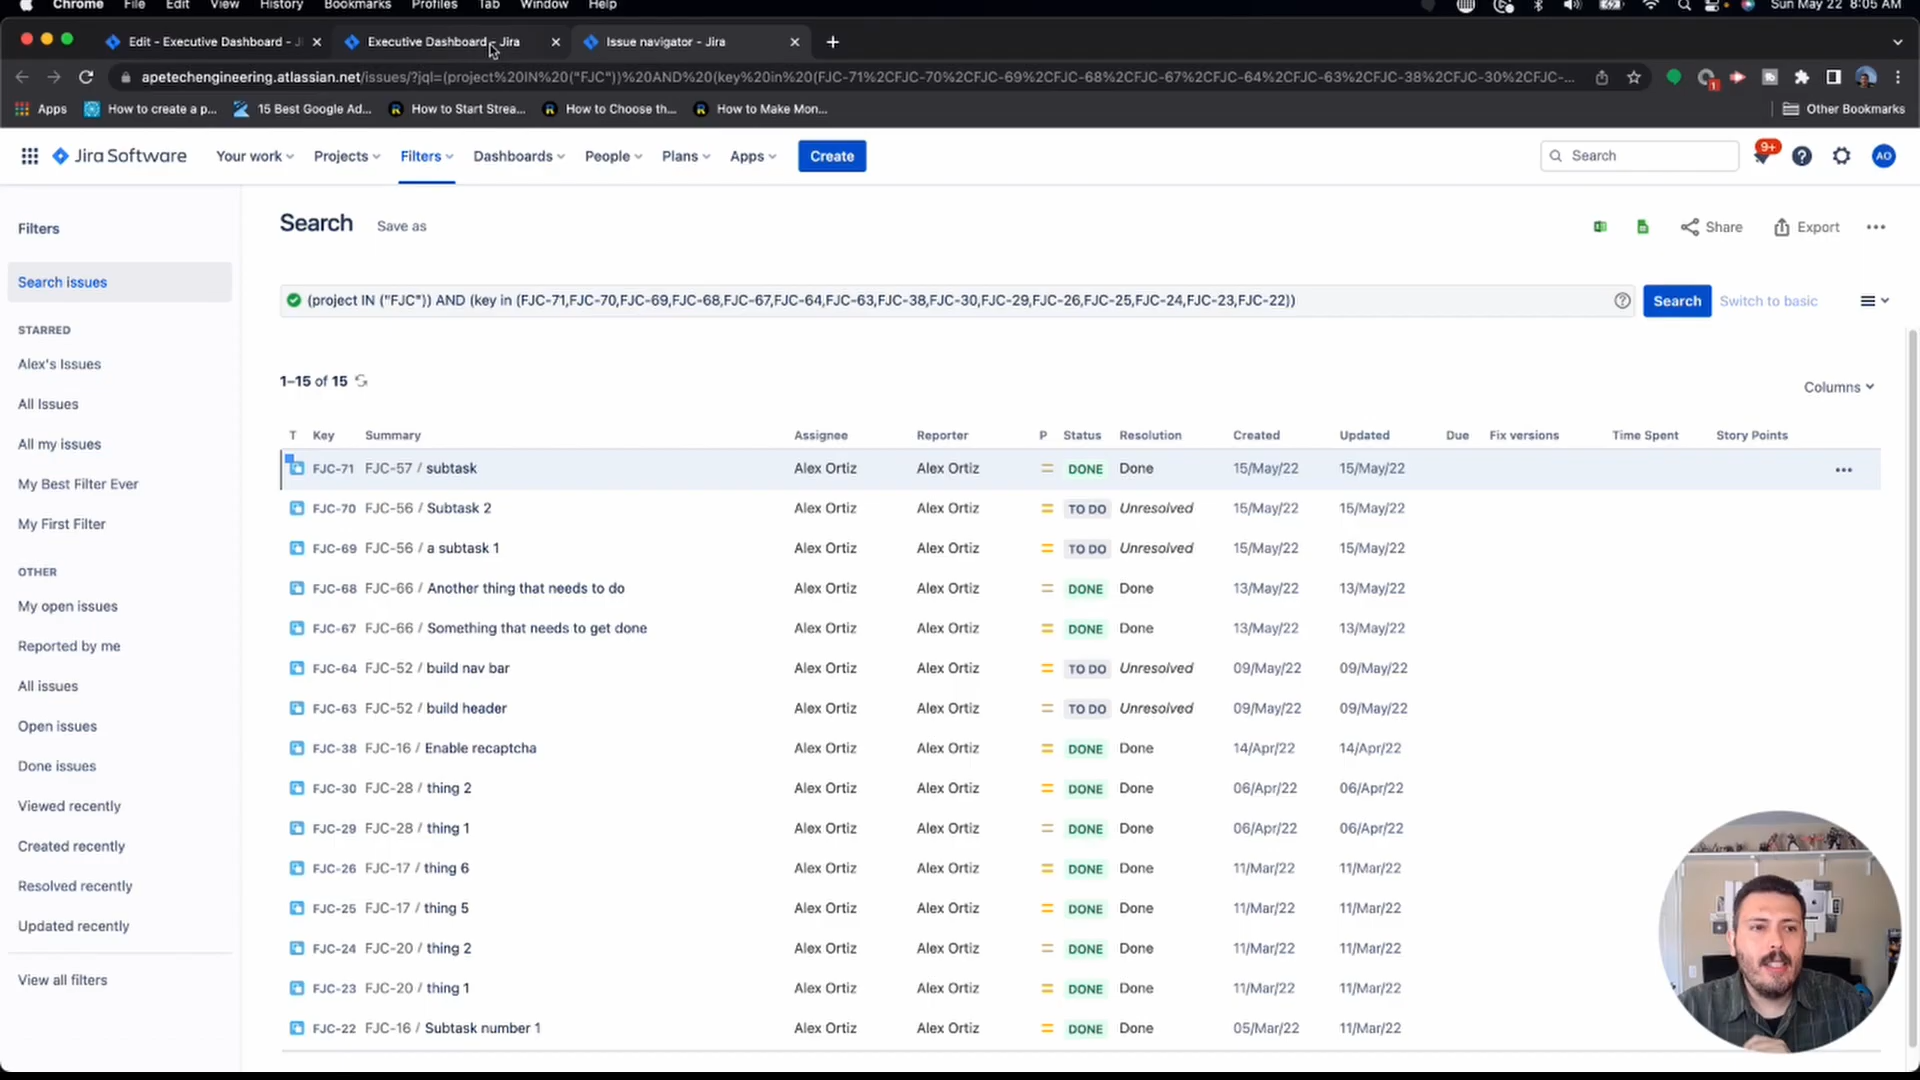 Chrome File Edit View History Bookmarks Profiles Tab Window Help Sun May 22 8:05 AM
Edit - Executive Dashboard - Ji Executive Dashboard - Jira Issue navigator - Jira
apetechengineering.atlassian.net/issues/?jql=(project%20IN%20("FJC"))%20AND%20(key%20in%20(FJC-71%2CFJC-70%2CFJC-69%2CFJC-68%2CFJC-67%2CFJC-64%2CFJC-63%2CFJC-38%2CFJC-30%2CFJC-... 1
Apps How to create a p... 15 Best Google Ad... How to Start Strea... How to Choose th... How to Make Mon... Other Bookmarks
Jira Software Your work Projects Filters Dashboards People Plans Apps Create Search 9+ AO
Filters
Search issues
STARRED
Alex's Issues
All Issues
All my issues
My Best Filter Ever
My First Filter
OTHER
My open issues
Reported by me
All issues
Open issues
Done issues
Viewed recently
Created recently
Resolved recently
Updated recently
View all filters
Search Save as Share Export
(project IN ("FJC")) AND (key in (FJC-71,FJC-70,FJC-69,FJC-68,FJC-67,FJC-64,FJC-63,FJC-38,FJC-30,FJC-29,FJC-26,FJC-25,FJC-24,FJC-23,FJC-22)) Search Switch to basic
1–15 of 15 Columns
T Key Summary Assignee Reporter P Status Resolution Created Updated Due Fix versions Time Spent Story Points
FJC-71 FJC-57 / subtask Alex Ortiz Alex Ortiz DONE Done 15/May/22 15/May/22
FJC-70 FJC-56 / Subtask 2 Alex Ortiz Alex Ortiz TO DO Unresolved 15/May/22 15/May/22
FJC-69 FJC-56 / a subtask 1 Alex Ortiz Alex Ortiz TO DO Unresolved 15/May/22 15/May/22
FJC-68 FJC-66 / Another thing that needs to do Alex Ortiz Alex Ortiz DONE Done 13/May/22 13/May/22
FJC-67 FJC-66 / Something that needs to get done Alex Ortiz Alex Ortiz DONE Done 13/May/22 13/May/22
FJC-64 FJC-52 / build nav bar Alex Ortiz Alex Ortiz TO DO Unresolved 09/May/22 09/May/22
FJC-63 FJC-52 / build header Alex Ortiz Alex Ortiz TO DO Unresolved 09/May/22 09/May/22
FJC-38 FJC-16 / Enable recaptcha Alex Ortiz Alex Ortiz DONE Done 14/Apr/22 14/Apr/22
FJC-30 FJC-28 / thing 2 Alex Ortiz Alex Ortiz DONE Done 06/Apr/22 06/Apr/22
FJC-29 FJC-28 / thing 1 Alex Ortiz Alex Ortiz DONE Done 06/Apr/22 06/Apr/22
FJC-26 FJC-17 / thing 6 Alex Ortiz Alex Ortiz DONE Done 11/Mar/22 11/Mar/22
FJC-25 FJC-17 / thing 5 Alex Ortiz Alex Ortiz DONE Done 11/Mar/22 11/Mar/22
FJC-24 FJC-20 / thing 2 Alex Ortiz Alex Ortiz DONE Done 11/Mar/22 11/Mar/22
FJC-23 FJC-20 / thing 1 Alex Ortiz Alex Ortiz DONE Done 11/Mar/22 11/Mar/22
FJC-22 FJC-16 / Subtask number 1 Alex Ortiz Alex Ortiz DONE Done 05/Mar/22 11/Mar/22